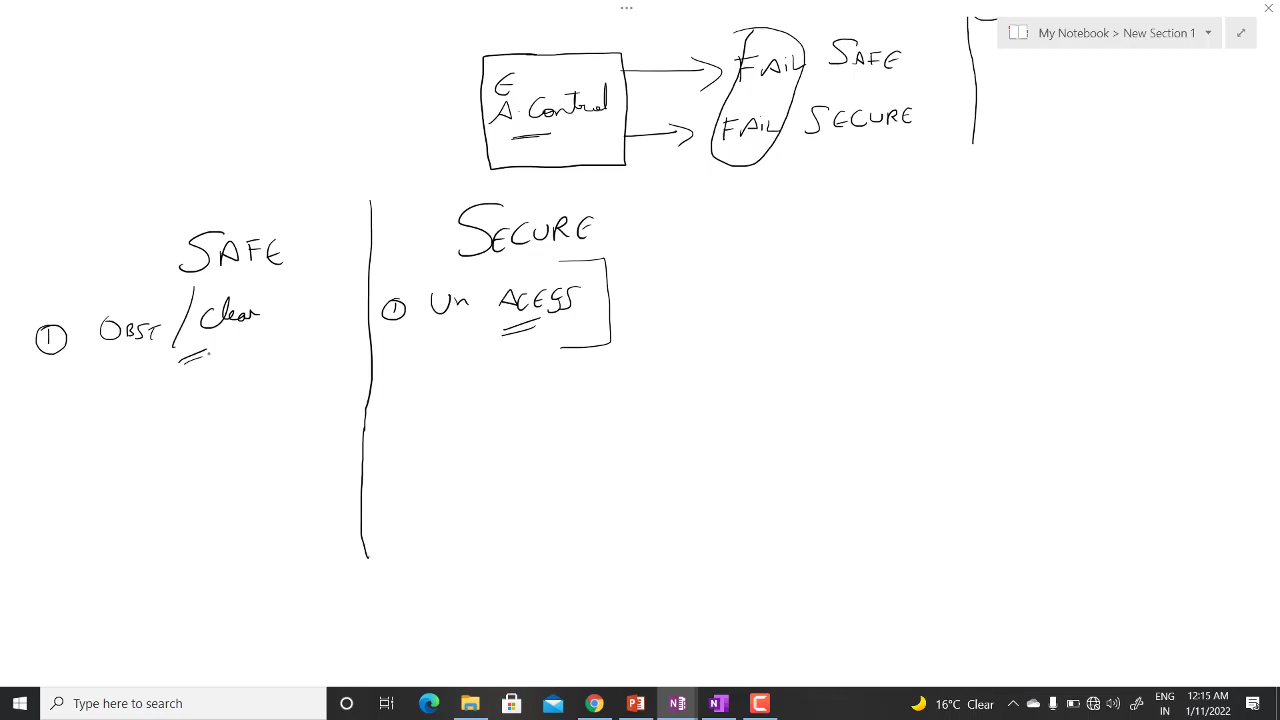 My Notebook > New Section 1
E
A. Control
FAIL SAFE
FAIL SECURE
SAFE
① OBST / Clear
SECURE
① Un ACESS
Type here to search
16°C Clear
ENG
IN
12:15 AM
1/11/2022